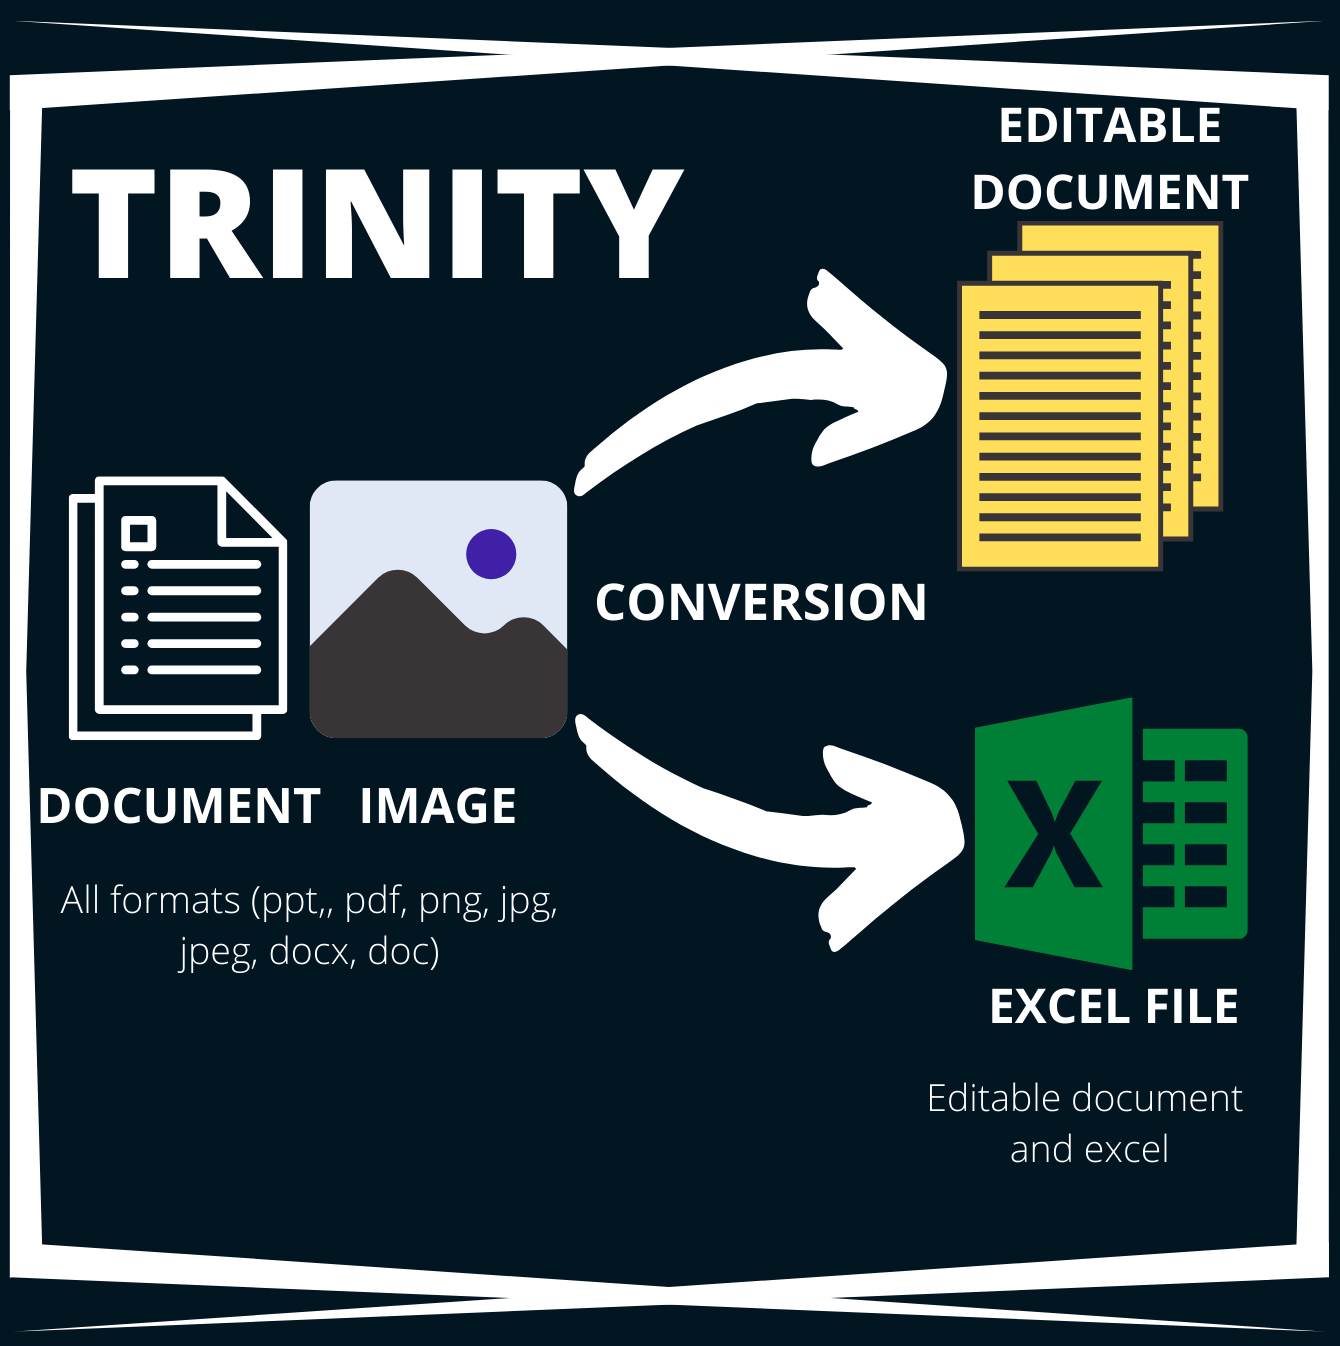 TRINITY
EDITABLE
DOCUMENT
CONVERSION
DOCUMENT IMAGE
All formats (ppt,, pdf, png, jpg,
jpeg, docx, doc)
X
EXCEL FILE
Editable document
and excel